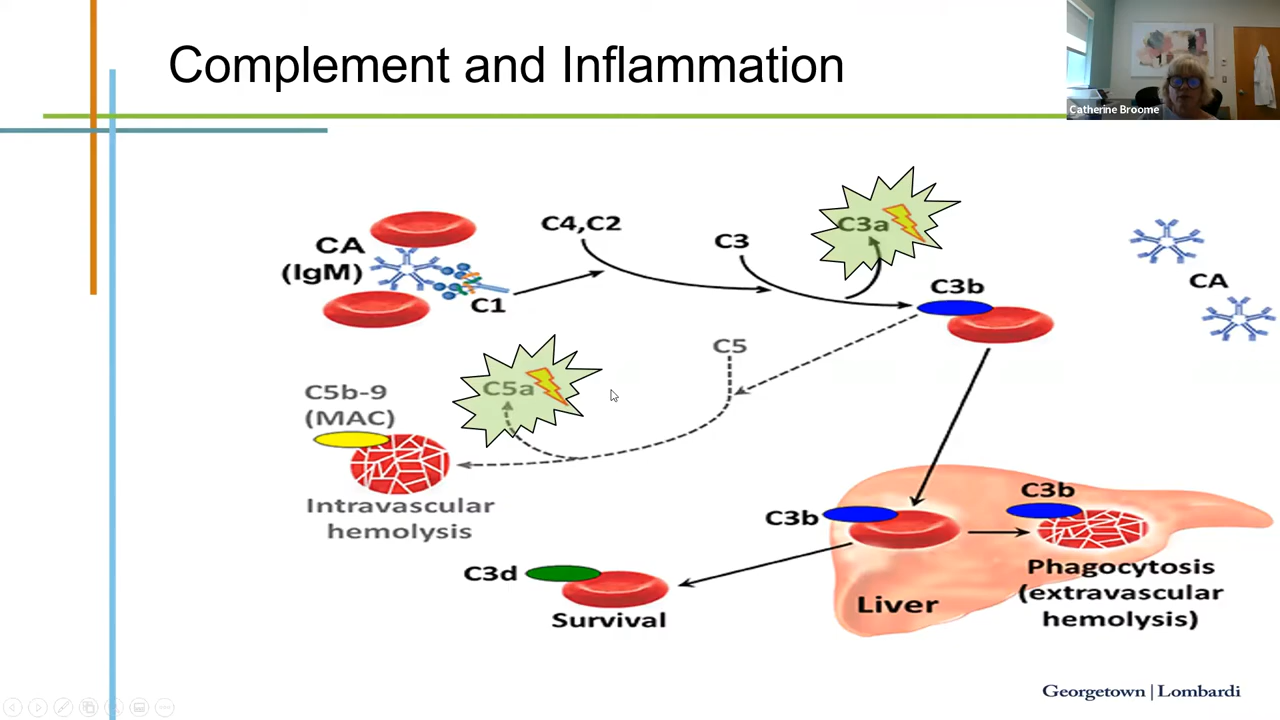 Complement and Inflammation
Catherine Broome
CA
(IgM)
C1
C4,C2
C3
C3a
C3b
CA
C5
C5a
C5b-9
(MAC)
Intravascular
hemolysis
C3b
C3b
Phagocytosis
(extravascular
hemolysis)
Liver
C3d
Survival
Georgetown | Lombardi